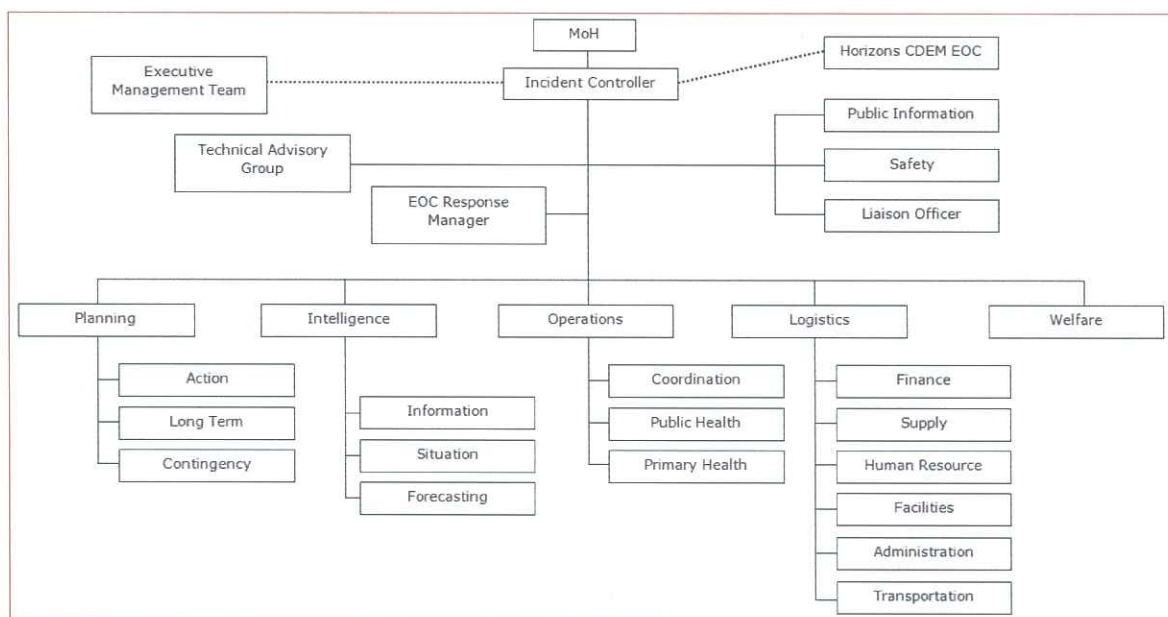 MoH
Horizons CDEM EOC
Executive
Management Team
Incident Controller
Public Information
Technical Advisory
Group
Safety
EOC Response
Manager
Liaison Officer
Planning
Intelligence
Operations
Logistics
Welfare
Action
Long Term
Contingency
Information
Situation
Forecasting
Coordination
Public Health
Primary Health
Finance
Supply
Human Resource
Facilities
Administration
Transportation